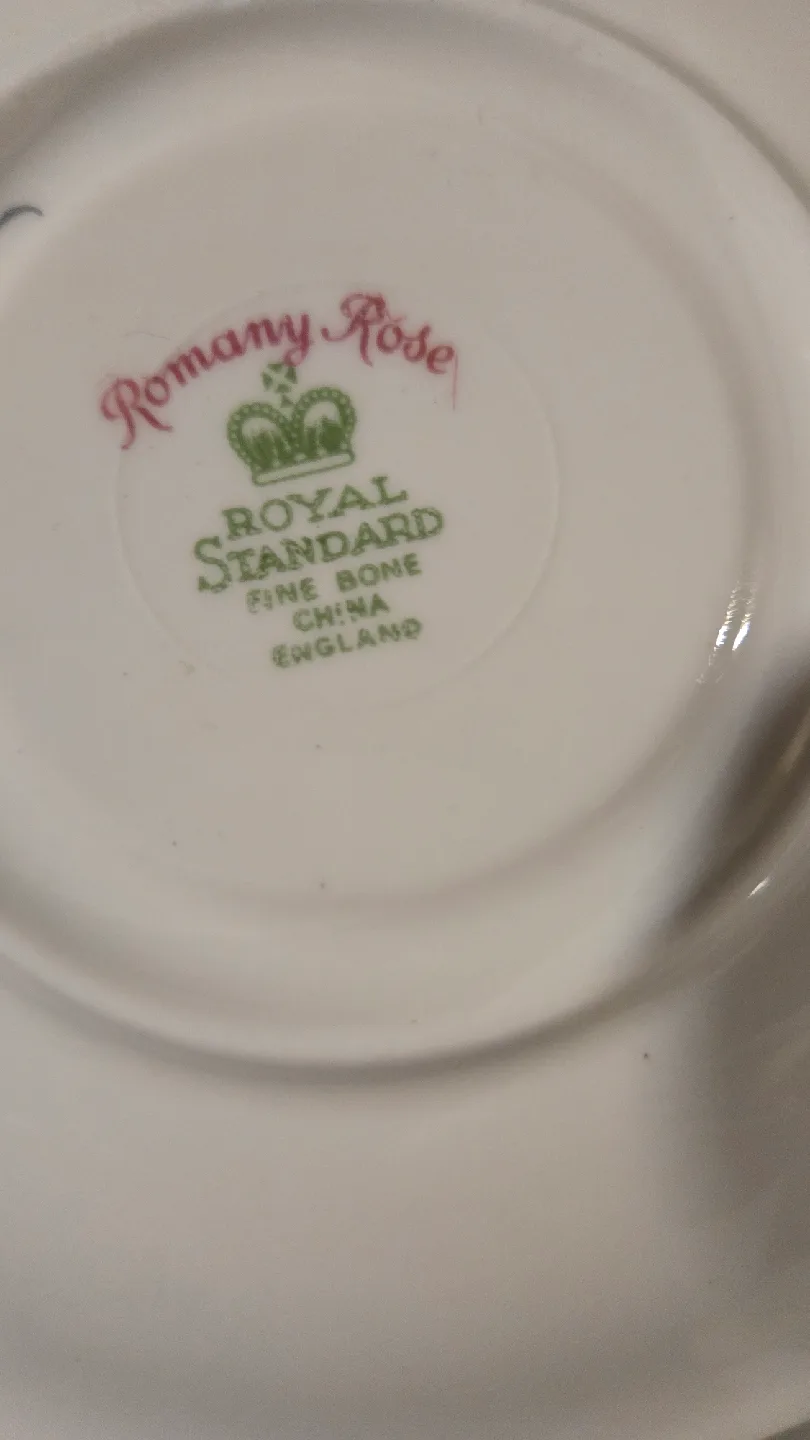 Romany Rose
ROYAL
STANDARD
FINE BONE
CHINA
ENGLAND